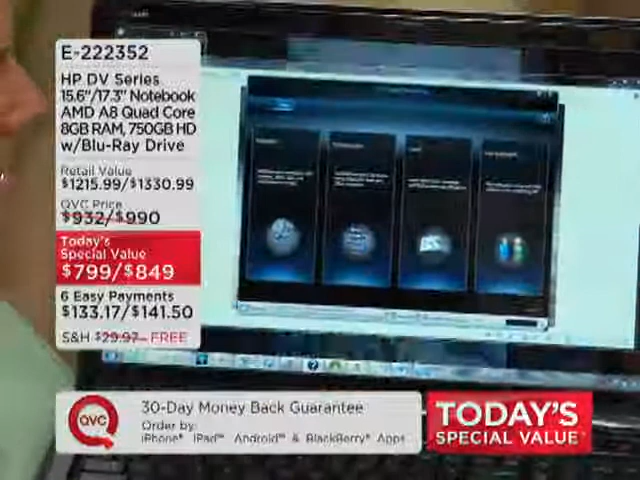 E-222352
HP DV Series
15.6"/17.3" Notebook
AMD A8 Quad Core
8GB RAM, 750GB HD
w/Blu-Ray Drive
Retail Value
$1215.99/$1330.99
QVC Price
$932/$990
Today's
Special Value
$799/$849
6 Easy Payments
$133.17/$141.50
S&H $29.97 FREE
QVC
30-Day Money Back Guarantee
Order by:
iPhone® iPad™ Android™ & BlackBerry® Apps
TODAY'S
SPECIAL VALUE